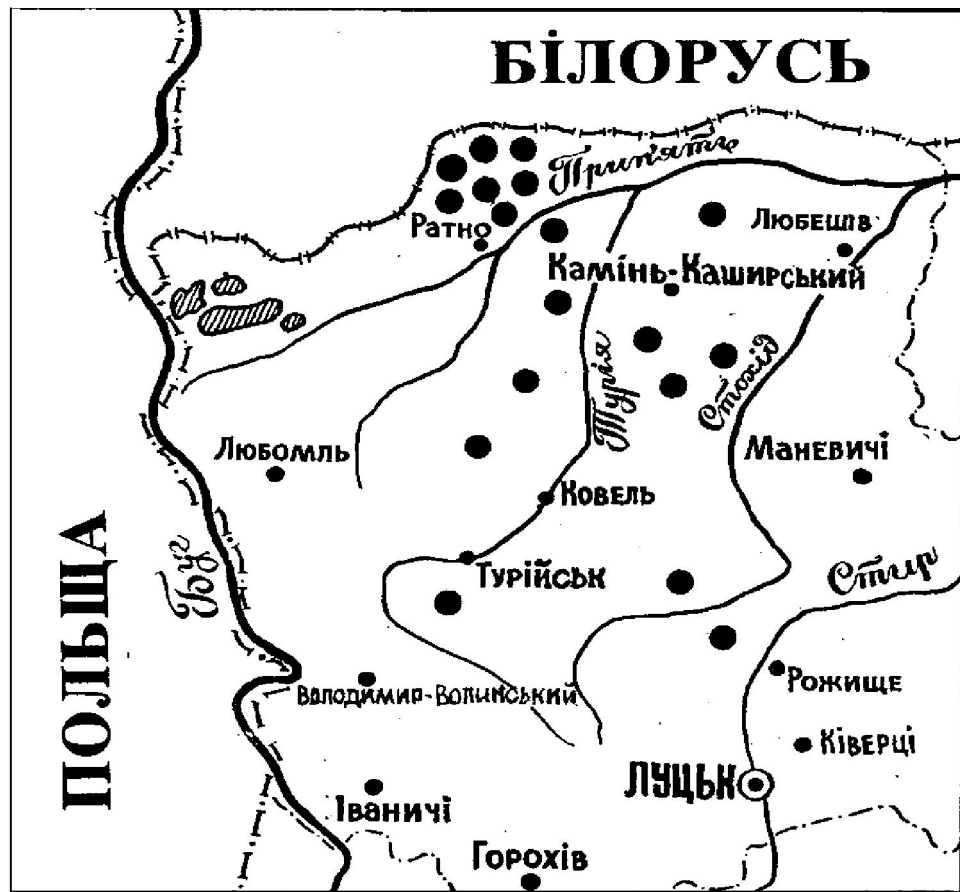 БІЛОРУСЬ
Прип'ять
Ратно
Любешів
Камінь-Каширський
Турія
Стохід
Любомль
Маневичі
Ковель
ПОЛЬЩА
Буг
Турійськ
Стир
Рожище
Володимир-Волинський
Ківерці
ЛУЦЬК
Іваничі
Горохів